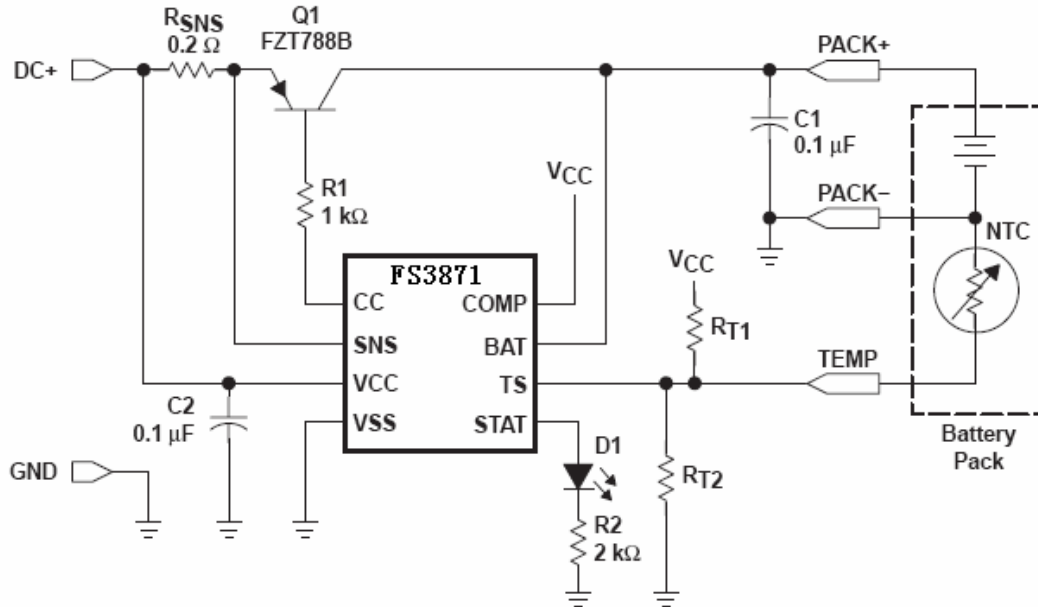 RSNS
0.2 Ω
Q1
FZT788B
DC+
PACK+
C1
0.1 µF
R1
1 kΩ
VCC
PACK−
NTC
FS3871
CC
COMP
SNS
BAT
VCC
TS
VSS
STAT
VCC
RT1
TEMP
C2
0.1 µF
GND
D1
R2
2 kΩ
RT2
Battery
Pack